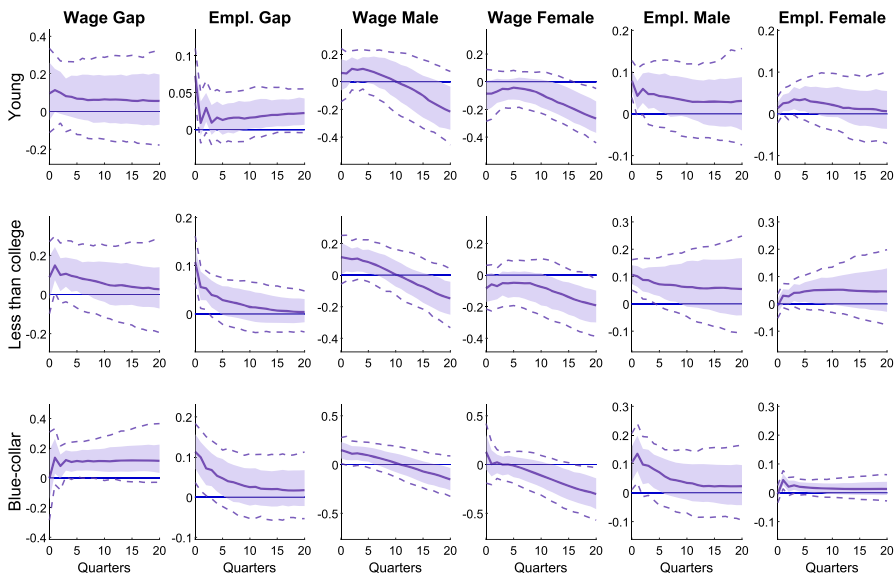 Wage Gap Empl. Gap Wage Male Wage Female Empl. Male Empl. Female
Young
0.4 0.2 0 -0.2
0 5 10 15 20
0.1 0.05 0
0 5 10 15 20
0.2 0 -0.2 -0.4
0 5 10 15 20
0.2 0 -0.2 -0.4
0 5 10 15 20
0.2 0.1 0 -0.1
0 5 10 15 20
0.2 0.1 0 -0.1
0 5 10 15 20
Less than college
0.2 0 -0.2
0 5 10 15 20
0.2 0.1 0
0 5 10 15 20
0.2 0 -0.2 -0.4
0 5 10 15 20
0.2 0 -0.2 -0.4
0 5 10 15 20
0.3 0.2 0.1 0 -0.1
0 5 10 15 20
0.3 0.2 0.1 0 -0.1
0 5 10 15 20
Blue-collar
0.4 0.2 0 -0.2 -0.4
0 5 10 15 20
0.2 0.1 0 -0.1
0 5 10 15 20
0.5 0 -0.5
0 5 10 15 20
0.5 0 -0.5
0 5 10 15 20
0.3 0.2 0.1 0 -0.1
0 5 10 15 20
0.3 0.2 0.1 0 -0.1
0 5 10 15 20
Quarters Quarters Quarters Quarters Quarters Quarters